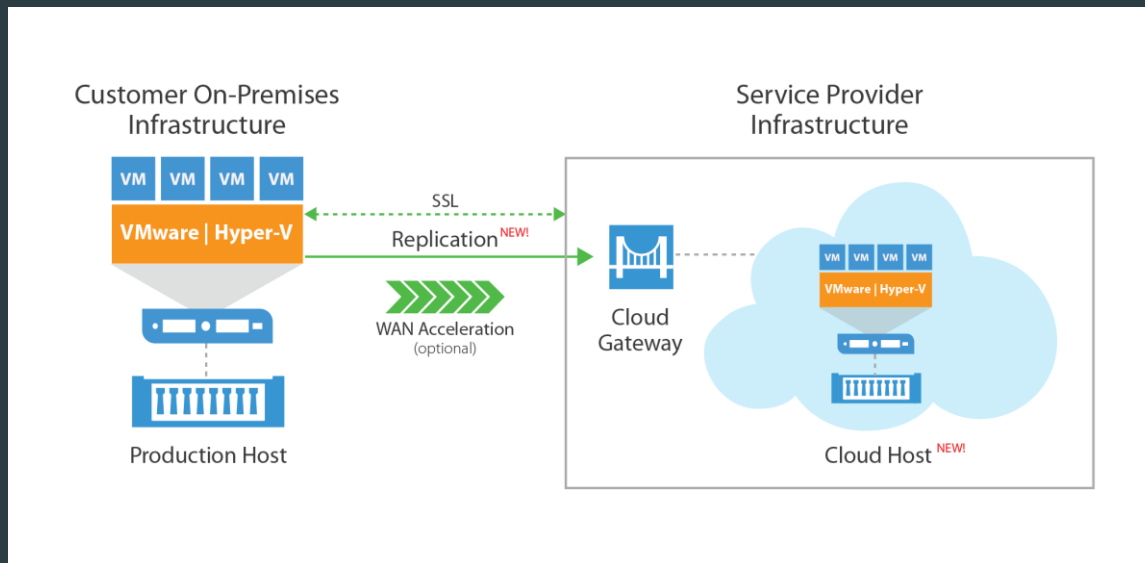 Customer On-Premises
Infrastructure
VM VM VM VM
VMware | Hyper-V
Production Host
SSL
Replication NEW!
WAN Acceleration
(optional)
Service Provider
Infrastructure
Cloud
Gateway
VM VM VM VM
VMware | Hyper-V
Cloud Host NEW!